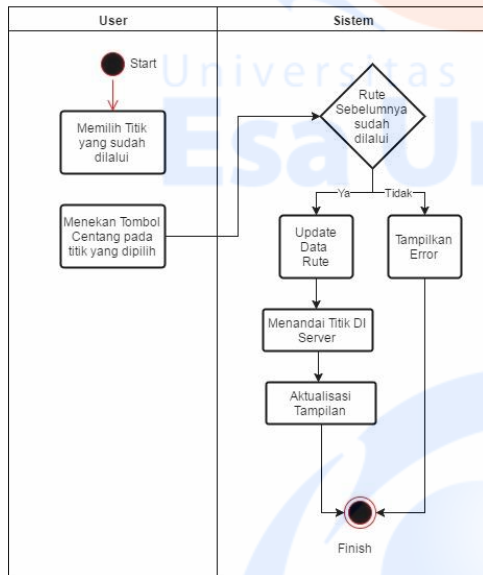 User
Sistem
Start
Universitas
Esa Un
Memilih Titik
yang sudah
dilalui
Rute
Sebelumnya
sudah
dilalui
Menekan Tombol
Centang pada
titik yang dipilih
Ya
Tidak
Update
Data
Rute
Tampilkan
Error
Menandai Titik DI
Server
Aktualisasi
Tampilan
Finish